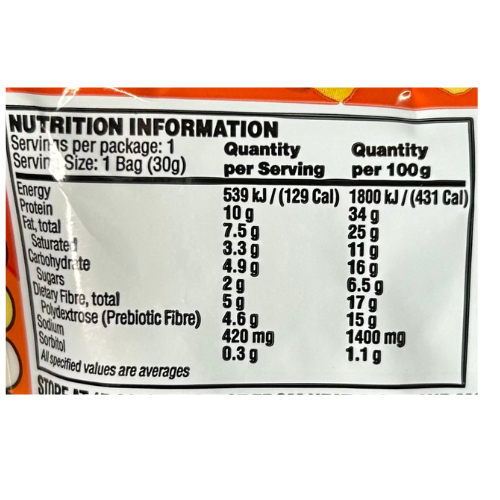 NUTRITION INFORMATION
Servings per package: 1
Serving Size: 1 Bag (30g)
Quantity per Serving Quantity per 100g
Energy 539 kJ / (129 Cal) 1800 kJ / (431 Cal)
Protein 10 g 34 g
Fat, total 7.5 g 25 g
Saturated 3.3 g 11 g
Carbohydrate 4.9 g 16 g
Sugars 2 g 6.5 g
Dietary Fibre, total 5 g 17 g
Polydextrose (Prebiotic Fibre) 4.6 g 15 g
Sodium 420 mg 1400 mg
Sorbitol 0.3 g 1.1 g
All specified values are averages
STORE AT